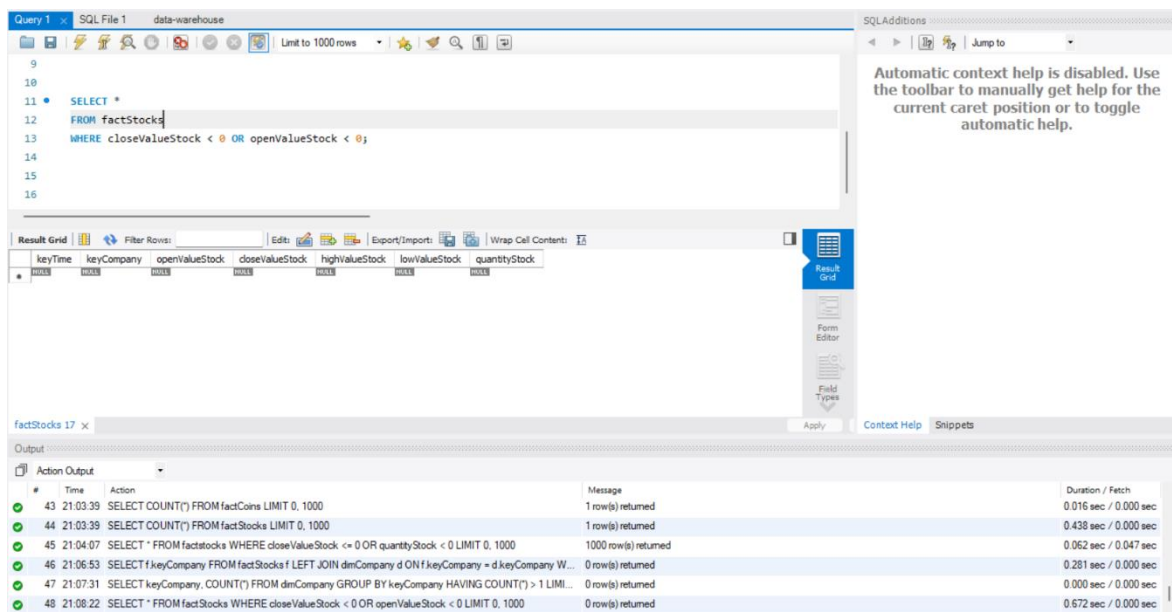 Query 1 SQL File 1 data-warehouse
Limit to 1000 rows
9
10
11 SELECT *
12 FROM factStocks
13 WHERE closeValueStock < 0 OR openValueStock < 0;
14
15
16
SQLAdditions
Jump to
Automatic context help is disabled. Use
the toolbar to manually get help for the
current caret position or to toggle
automatic help.
Result Grid Filter Rows: Edit: Export/Import: Wrap Cell Content:
keyTime keyCompany openValueStock closeValueStock highValueStock lowValueStock quantityStock
NULL NULL NULL NULL NULL NULL NULL
Result
Grid
Form
Editor
Field
Types
factStocks 17 Apply Context Help Snippets
Output
Action Output
# Time Action Message Duration / Fetch
43 21:03:39 SELECT COUNT(*) FROM factCoins LIMIT 0, 1000 1 row(s) returned 0.016 sec / 0.000 sec
44 21:03:39 SELECT COUNT(*) FROM factStocks LIMIT 0, 1000 1 row(s) returned 0.438 sec / 0.000 sec
45 21:04:07 SELECT * FROM factstocks WHERE closeValueStock <= 0 OR quantityStock < 0 LIMIT 0, 1000 1000 row(s) returned 0.062 sec / 0.047 sec
46 21:06:53 SELECT f.keyCompany FROM factStocks f LEFT JOIN dimCompany d ON f.keyCompany = d.keyCompany W... 0 row(s) returned 0.281 sec / 0.000 sec
47 21:07:31 SELECT keyCompany, COUNT(*) FROM dimCompany GROUP BY keyCompany HAVING COUNT(*) > 1 LIMI... 0 row(s) returned 0.000 sec / 0.000 sec
48 21:08:22 SELECT * FROM factStocks WHERE closeValueStock < 0 OR openValueStock < 0 LIMIT 0, 1000 0 row(s) returned 0.672 sec / 0.000 sec